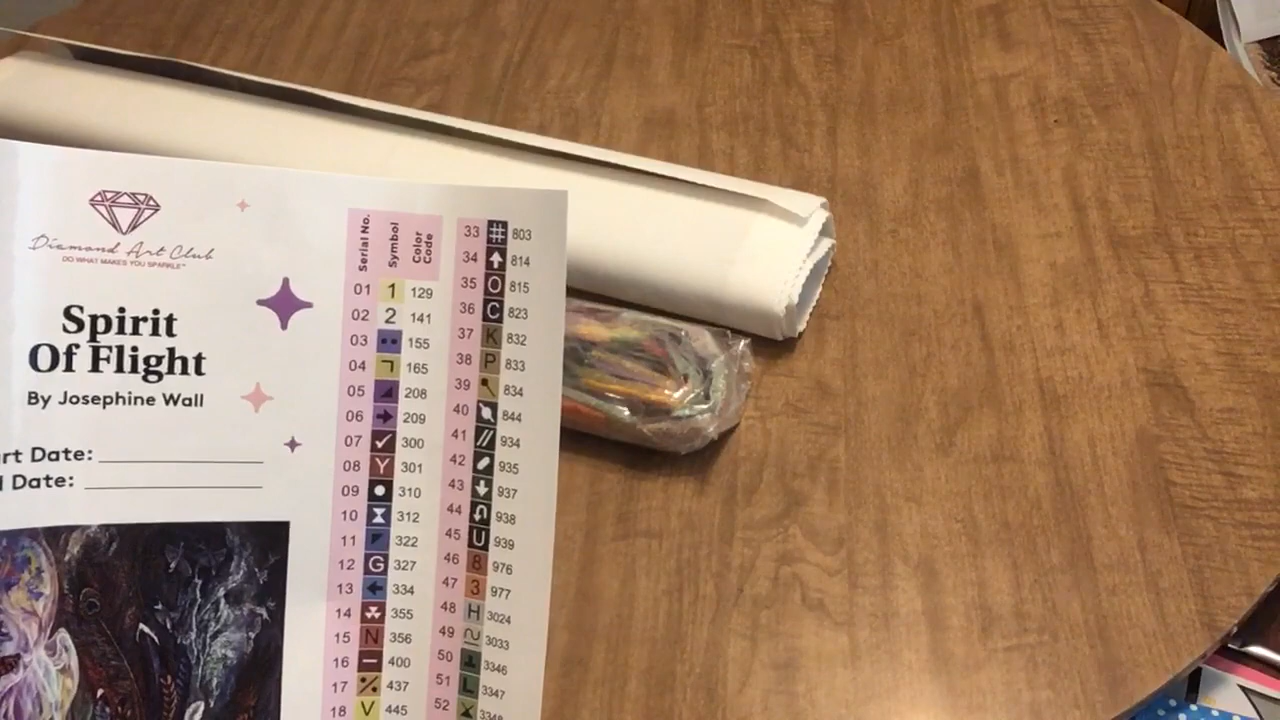 Diamond Art Club
DO WHAT MAKES YOU SPARKLE™
Spirit
Of Flight
By Josephine Wall
rt Date:
Date:
Serial No. Symbol Color Code
01 1 129
02 2 141
03 155
04 165
05 208
06 209
07 300
08 Y 301
09 310
10 312
11 322
12 G 327
13 334
14 355
15 N 356
16 400
17 437
18 V 445
33 # 803
34 814
35 O 815
36 C 823
37 K 832
38 P 833
39 834
40 844
41 // 934
42 935
43 937
44 938
45 U 939
46 8 976
47 3 977
48 H 3024
49 3033
50 3346
51 L 3347
52 3348